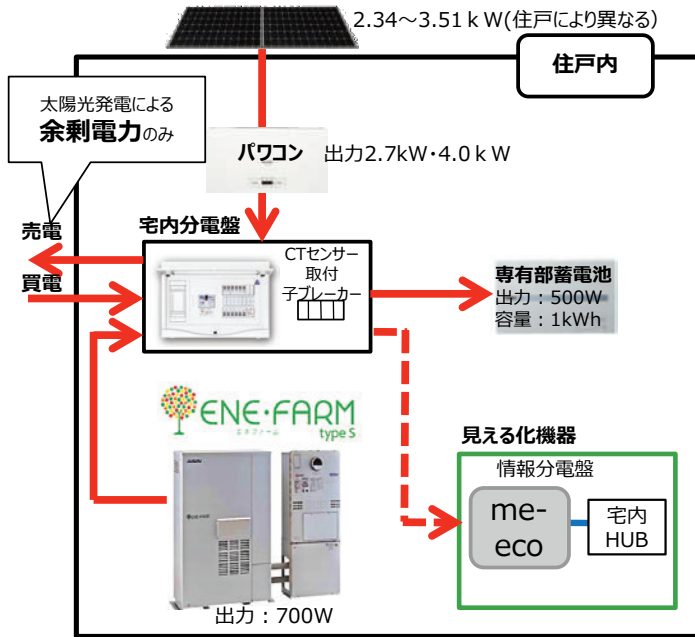 2.34～3.51ｋW(住戸により異なる)
住戸内
太陽光発電による
余剰電力のみ
パワコン
出力2.7kW・4.0ｋW
売電
宅内分電盤
買電
CTセンサー
取付
子ブレーカー
専有部蓄電池
出力：500W
容量：1kWh
ENE・FARM
エネファーム
type S
見える化機器
情報分電盤
me-
eco
宅内
HUB
出力：700W